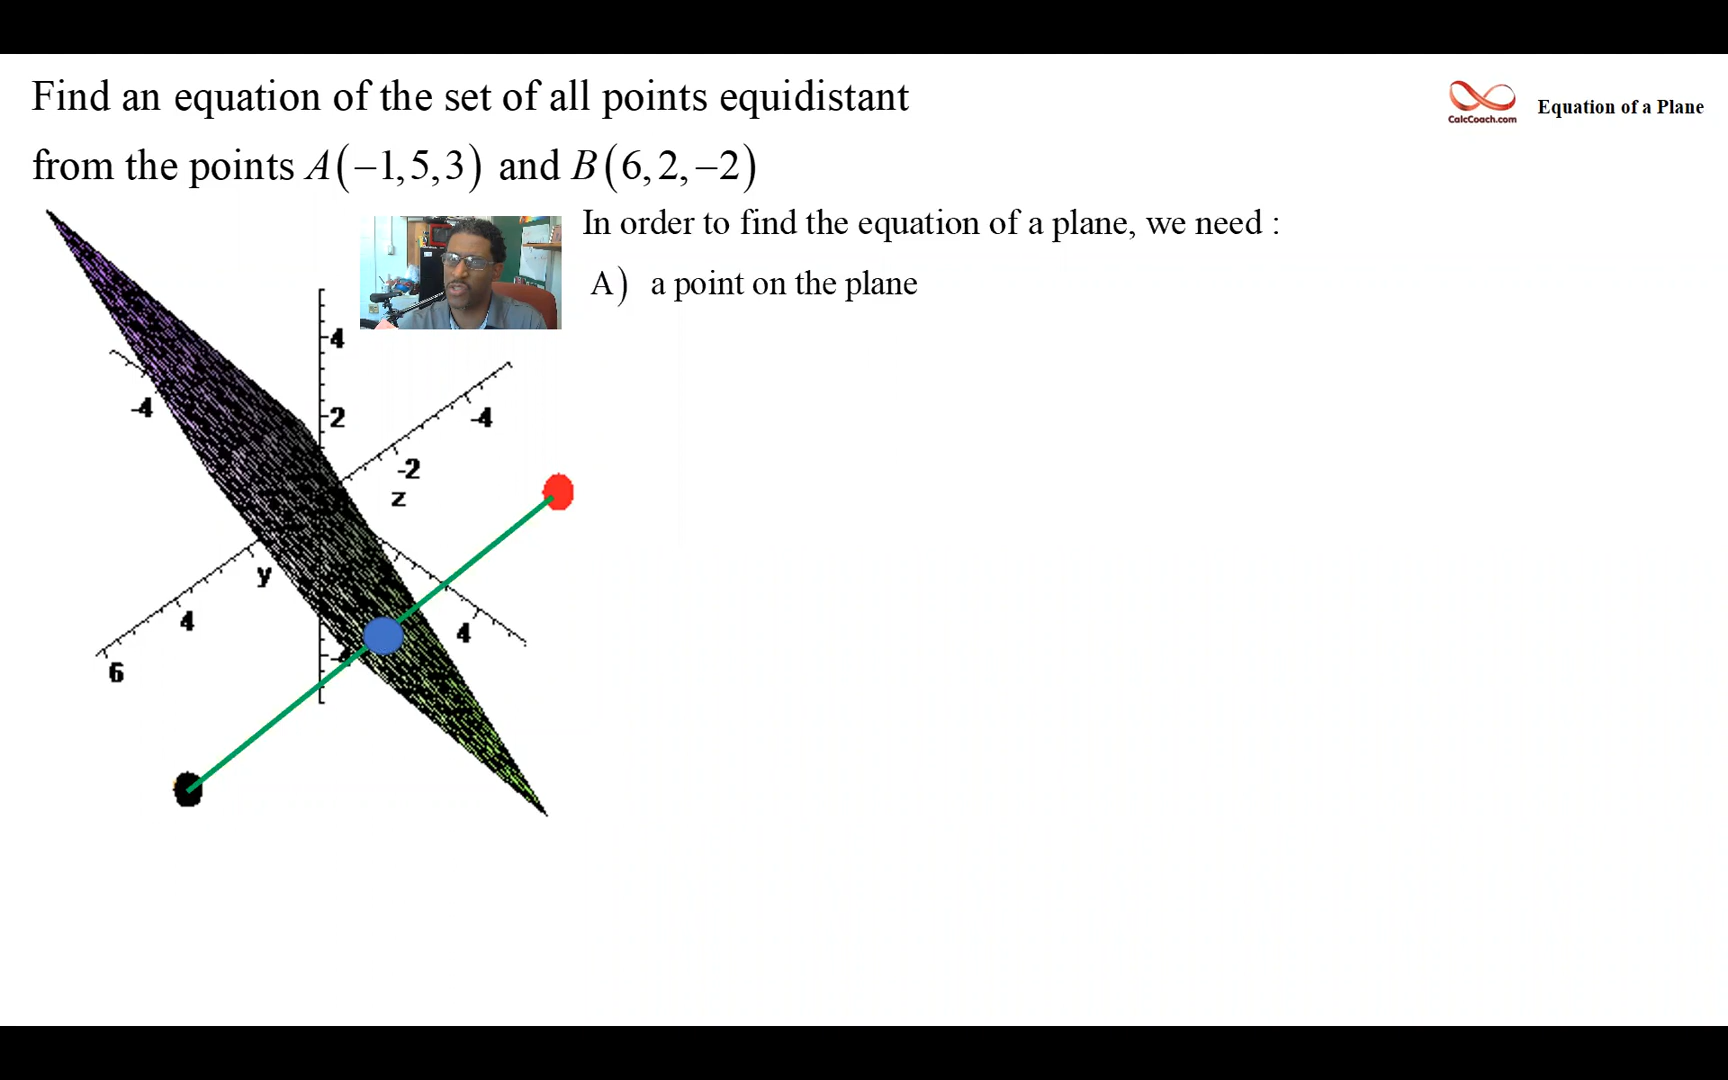 Find an equation of the set of all points equidistant
from the points A(−1,5,3) and B(6,2,−2)
CalcCoach.com
Equation of a Plane
In order to find the equation of a plane, we need :
A) a point on the plane
4
2
-4
-4
-2
z
y
4
4
6